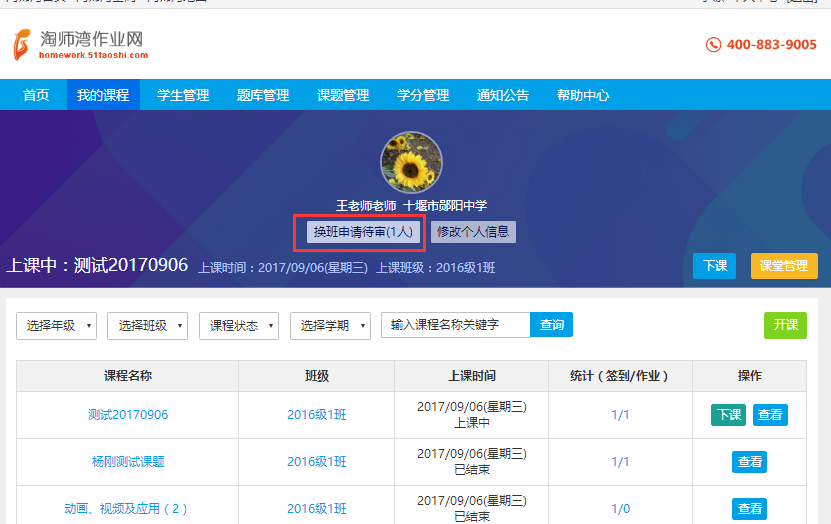 淘师湾作业网
homework.51taoshi.com
400-883-9005
首页 我的课程 学生管理 题库管理 课题管理 学分管理 通知公告 帮助中心
王老师老师 十堰市郧阳中学
换班申请待审(1人) 修改个人信息
上课中：测试20170906 上课时间：2017/09/06(星期三) 上课班级：2016级1班 下课 课堂管理
选择年级 选择班级 课程状态 选择学期 输入课程名称关键字 查询 开课
课程名称 班级 上课时间 统计（签到/作业） 操作
测试20170906 2016级1班 2017/09/06(星期三) 1/1 下课 查看
上课中
杨刚测试课题 2016级1班 2017/09/06(星期三) 1/1 查看
已结束
动画、视频及应用（2） 2016级1班 2017/09/06(星期三) 1/0 查看
已结束